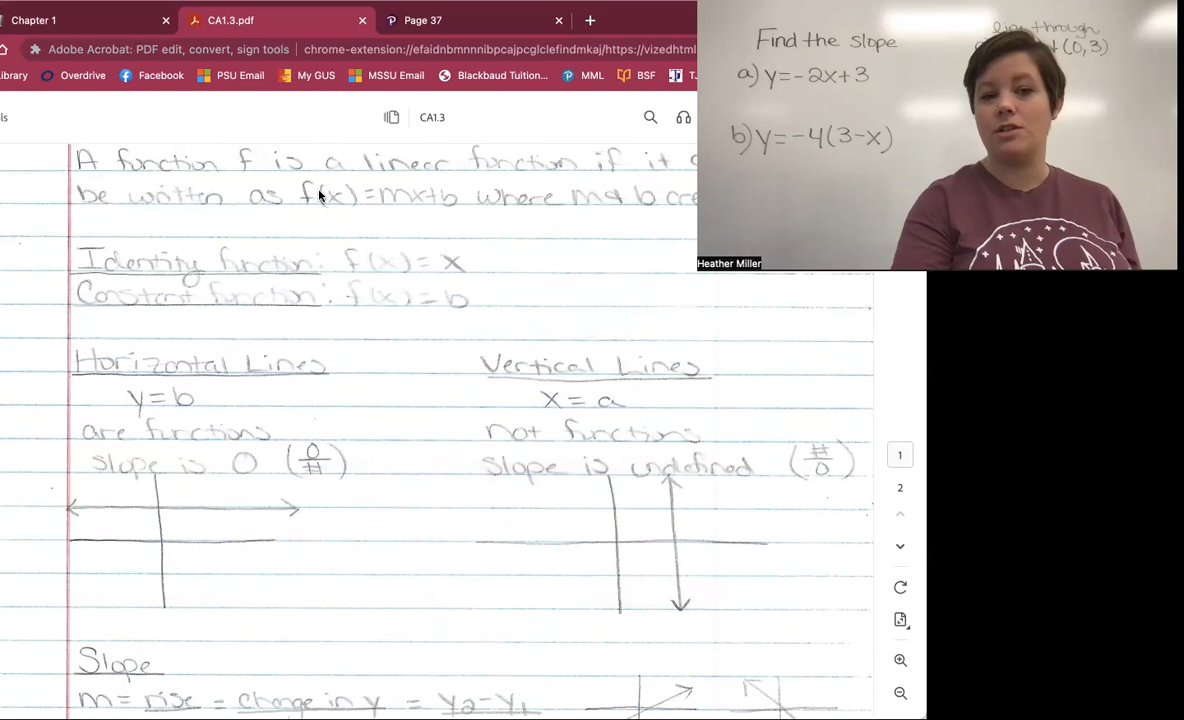 Chapter 1
CA1.3.pdf
Page 37
Adobe Acrobat: PDF edit, convert, sign tools
chrome-extension://efaidnbmnnnibpcajpcglclefindmkaj/https://vizedhtml
ibrary
Overdrive
Facebook
PSU Email
My GUS
MSSU Email
Blackbaud Tuition...
MML
BSF
ls
CA1.3
Find the slope
line through
(0,3)
a) y=-2x+3
b) y=-4(3-x)
Heather Miller
A function f is a linear function if it
be written as f(x)=mx+b where m & b are
Identity function: f(x)=x
Constant function: f(x)=b
Horizontal Lines
y=b
are functions
slope is 0 (0/#)
Vertical Lines
x=a
not functions
slope is undefined (#/0)
1
2
Slope
m= rise = change in y = y2-y1